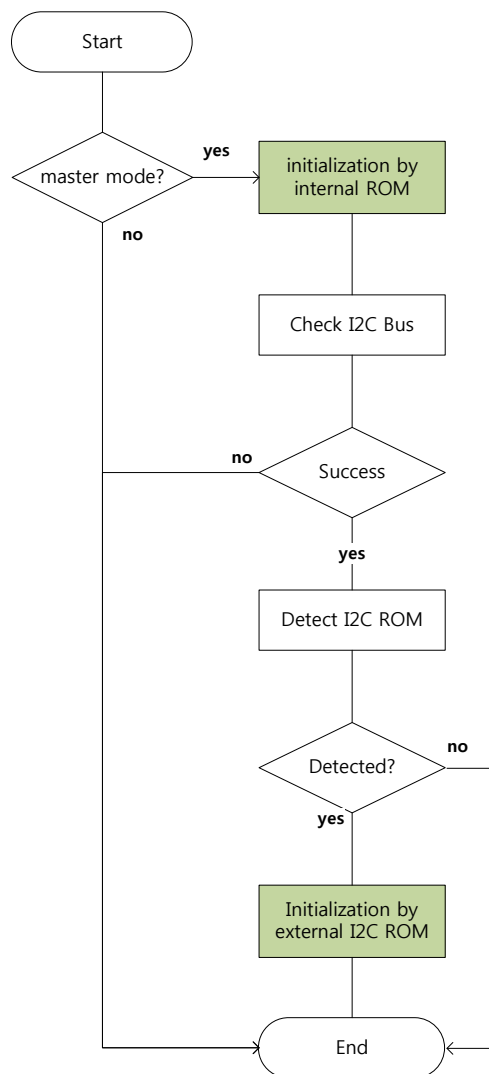 Start
master mode?
yes
initialization by
internal ROM
no
Check I2C Bus
no
Success
yes
Detect I2C ROM
no
Detected?
yes
Initialization by
external I2C ROM
End